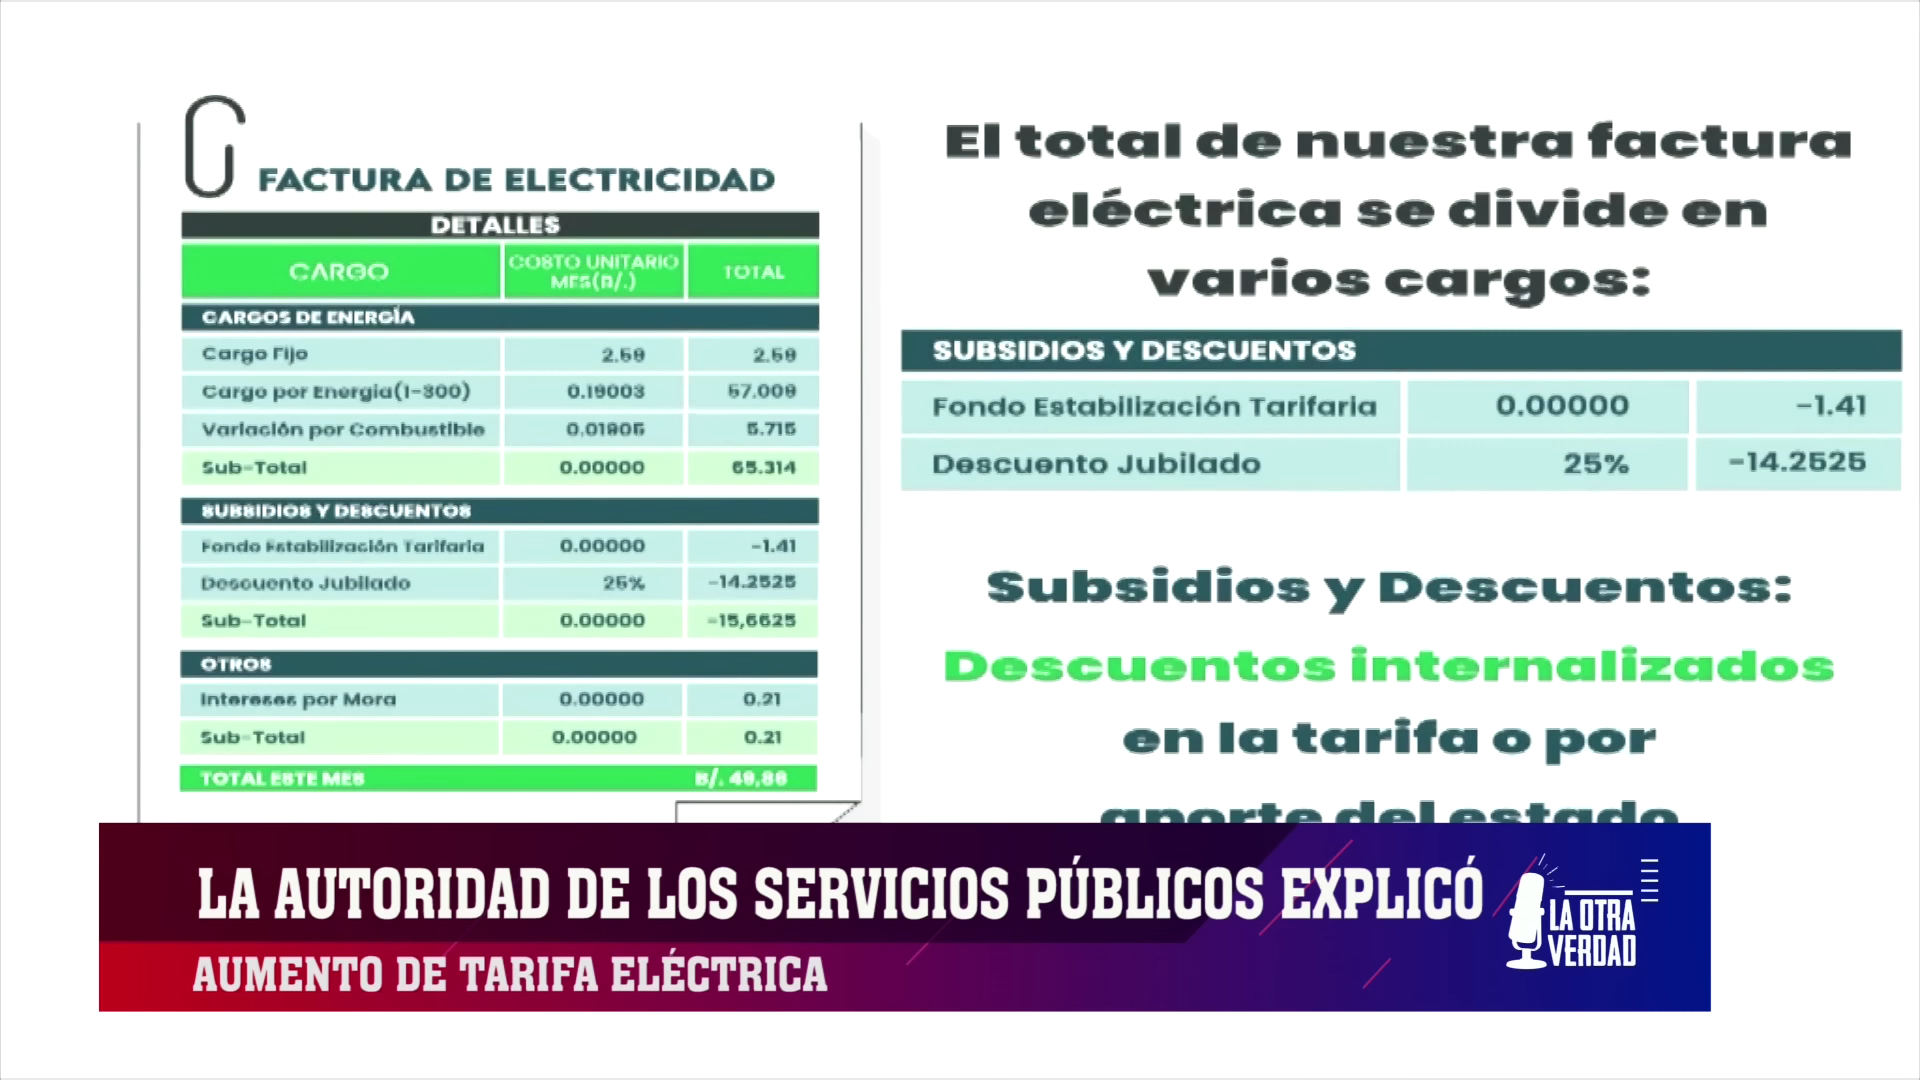 FACTURA DE ELECTRICIDAD
DETALLES
CARGO COSTO UNITARIO MES(B/.) TOTAL
CARGOS DE ENERGÍA
Cargo Fijo 2.59 2.59
Cargo por Energía(1-300) 0.19003 57.009
Variación por Combustible 0.01905 5.715
Sub-Total 0.00000 65.314
SUBSIDIOS Y DESCUENTOS
Fondo Estabilización Tarifaria 0.00000 -1.41
Descuento Jubilado 25% -14.2525
Sub-Total 0.00000 -15,6625
OTROS
Intereses por Mora 0.00000 0.21
Sub-Total 0.00000 0.21
TOTAL ESTE MES B/. 49,86
El total de nuestra factura
eléctrica se divide en
varios cargos:
SUBSIDIOS Y DESCUENTOS
Fondo Estabilización Tarifaria 0.00000 -1.41
Descuento Jubilado 25% -14.2525
Subsidios y Descuentos:
Descuentos internalizados
en la tarifa o por
aporte del estado
LA AUTORIDAD DE LOS SERVICIOS PÚBLICOS EXPLICÓ
AUMENTO DE TARIFA ELÉCTRICA
LA OTRA
VERDAD